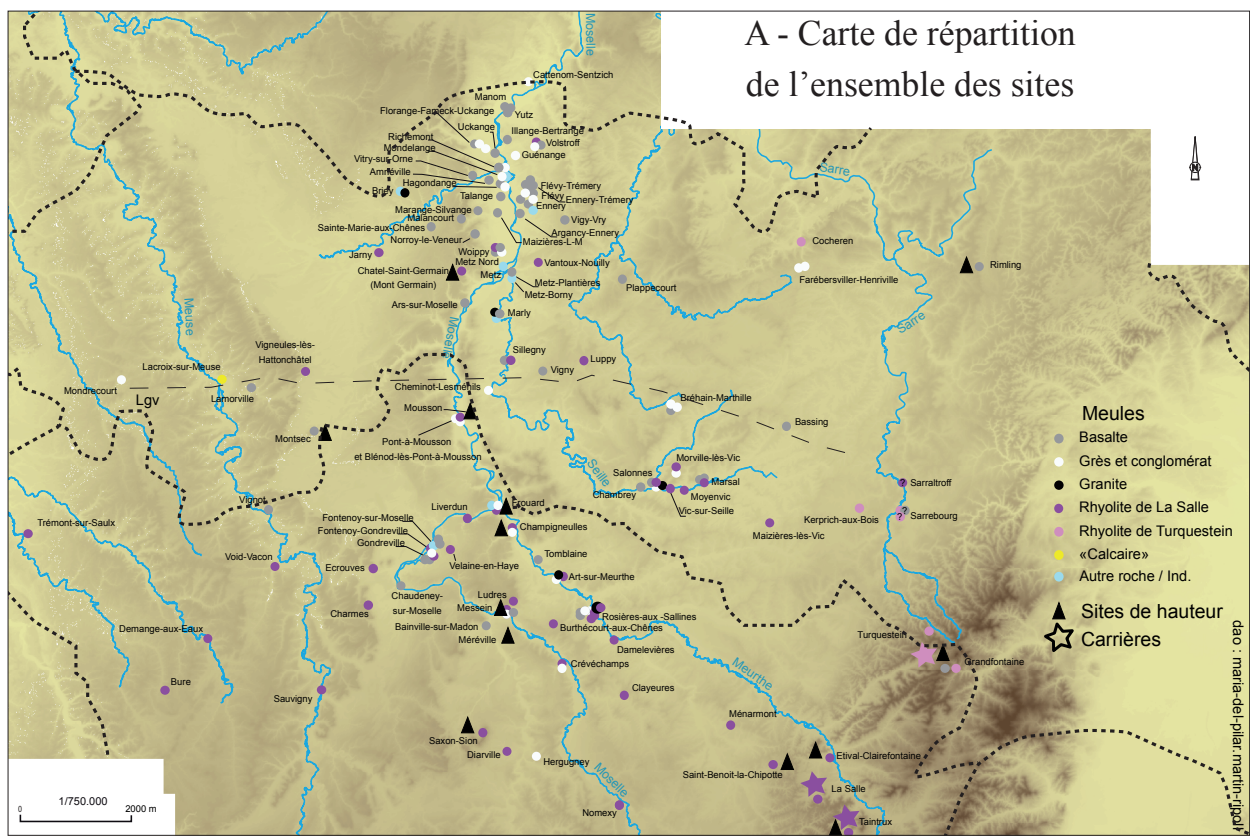 A - Carte de répartition
de l'ensemble des sites
Moselle
Cattenom-Sentzich
Manom
Florange-Fameck-Uckange
Yutz
Uckange
Illange-Bertrange
Richemont
Volstroff
Mondelange
Guénange
Vitry-sur-Orne
Amnéville
Hagondange
Flévy-Trémery
Briey
Talange
Flévy
Ennery-Trémery
Ennery
Marange-Silvange
Malancourt
Vigy-Vry
Sainte-Marie-aux-Chênes
Argancy-Ennery
Norroy-le-Veneur
Maizières-L-M
Jarny
Woippy
Metz Nord
Vantoux-Nouilly
Chatel-Saint-Germain
(Mont Germain)
Metz
Metz-Plantières
Metz-Borny
Plappecourt
Ars-sur-Moselle
Marly
Moselle
Sarre
Cocheren
Farébersviller-Henriville
Rimling
Sarre
Meuse
Vigneules-lès-
Hattonchâtel
Lacroix-sur-Meuse
Mondrecourt
Lgv
Lamorville
Sillegny
Luppy
Vigny
Cheminot-Lesménils
Mousson
Bréhain-Marthille
Bassing
Montsec
Pont-à-Mousson
et Blénod-lès-Pont-à-Mousson
Seille
Salonnes
Morville-lès-Vic
Chambrey
Marsal
Moyenvic
Vic-sur-Seille
Sarraltroff
?
Kerprich-aux-Bois
?
?
Sarrebourg
Maizières-lès-Vic
Vignot
Frouard
Liverdun
Champigneulles
Fontenoy-sur-Moselle
Fontenoy-Gondreville
Gondreville
Trémont-sur-Saulx
Void-Vacon
Ecrouves
Velaine-en-Haye
Tomblaine
Art-sur-Meurthe
Chaudeney-
sur-Moselle
Ludres
Messein
Charmes
Bainville-sur-Madon
Rosières-aux -Sallines
Burthécourt-aux-Chênes
Méréville
Damelevières
Demange-aux-Eaux
Crévéchamps
Meurthe
Turquestein
Grandfontaine
Bure
Sauvigny
Clayeures
Ménarmont
Saxon-Sion
Diarville
Hergugney
Moselle
Etival-Clairefontaine
Saint-Benoit-la-Chipotte
La Salle
Nomexy
Taintrux
Meules
Basalte
Grès et conglomérat
Granite
Rhyolite de La Salle
Rhyolite de Turquestein
«Calcaire»
Autre roche / Ind.
Sites de hauteur
Carrières
N
1/750.000
0
2000 m